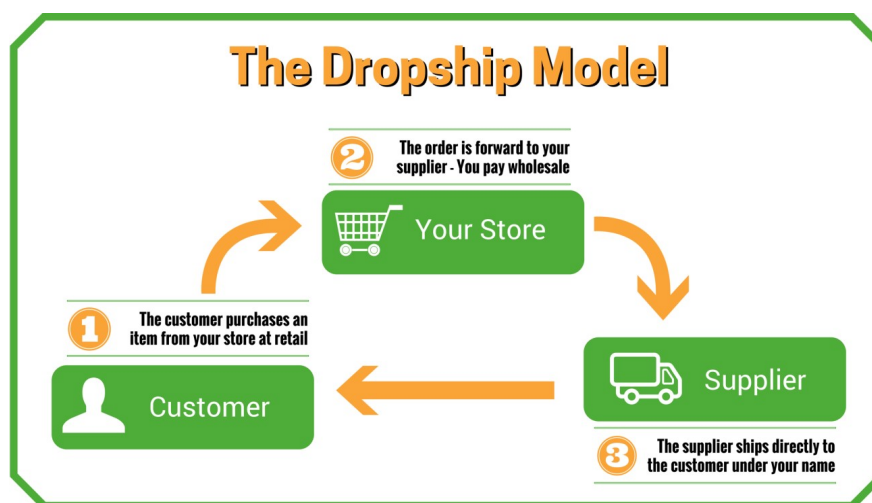 The Dropship Model
2
The order is forward to your
supplier - You pay wholesale
Your Store
1
The customer purchases an
item from your store at retail
Customer
Supplier
3
The supplier ships directly to
the customer under your name